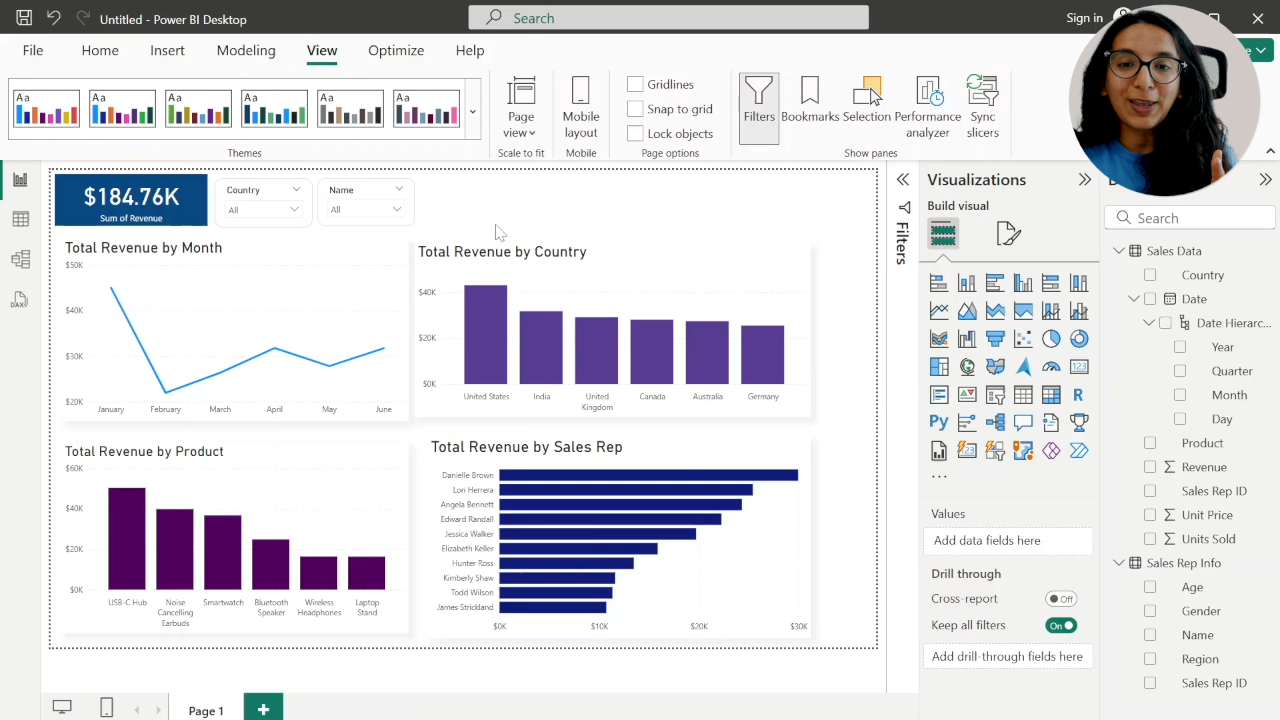 Untitled - Power BI Desktop
Search
Sign in
File
Home
Insert
Modeling
View
Optimize
Help
Aa
Aa
Aa
Aa
Aa
Aa
Themes
Page
view
Scale to fit
Mobile
layout
Mobile
Gridlines
Snap to grid
Lock objects
Page options
Filters
Bookmarks
Selection
Performance
analyzer
Sync
slicers
Show panes
$184.76K
Sum of Revenue
Country
All
Name
All
Total Revenue by Month
$50K
$40K
$30K
$20K
January
February
March
April
May
June
Total Revenue by Country
$40K
$20K
$0K
United States
India
United
Kingdom
Canada
Australia
Germany
Total Revenue by Product
$60K
$40K
$20K
$0K
USB-C Hub
Noise
Cancelling
Earbuds
Smartwatch
Bluetooth
Speaker
Wireless
Headphones
Laptop
Stand
Total Revenue by Sales Rep
Danielle Brown
Lori Herrera
Angela Bennett
Edward Randall
Jessica Walker
Elizabeth Keller
Hunter Ross
Kimberly Shaw
Todd Wilson
James Strickland
$0K
$10K
$20K
$30K
Page 1
Filters
Visualizations
Build visual
123
R
Py
123
...
Values
Add data fields here
Drill through
Cross-report
Off
Keep all filters
On
Add drill-through fields here
Search
Sales Data
Country
Date
Date Hierarc...
Year
Quarter
Month
Day
Product
Revenue
Sales Rep ID
Unit Price
Units Sold
Sales Rep Info
Age
Gender
Name
Region
Sales Rep ID
DAX